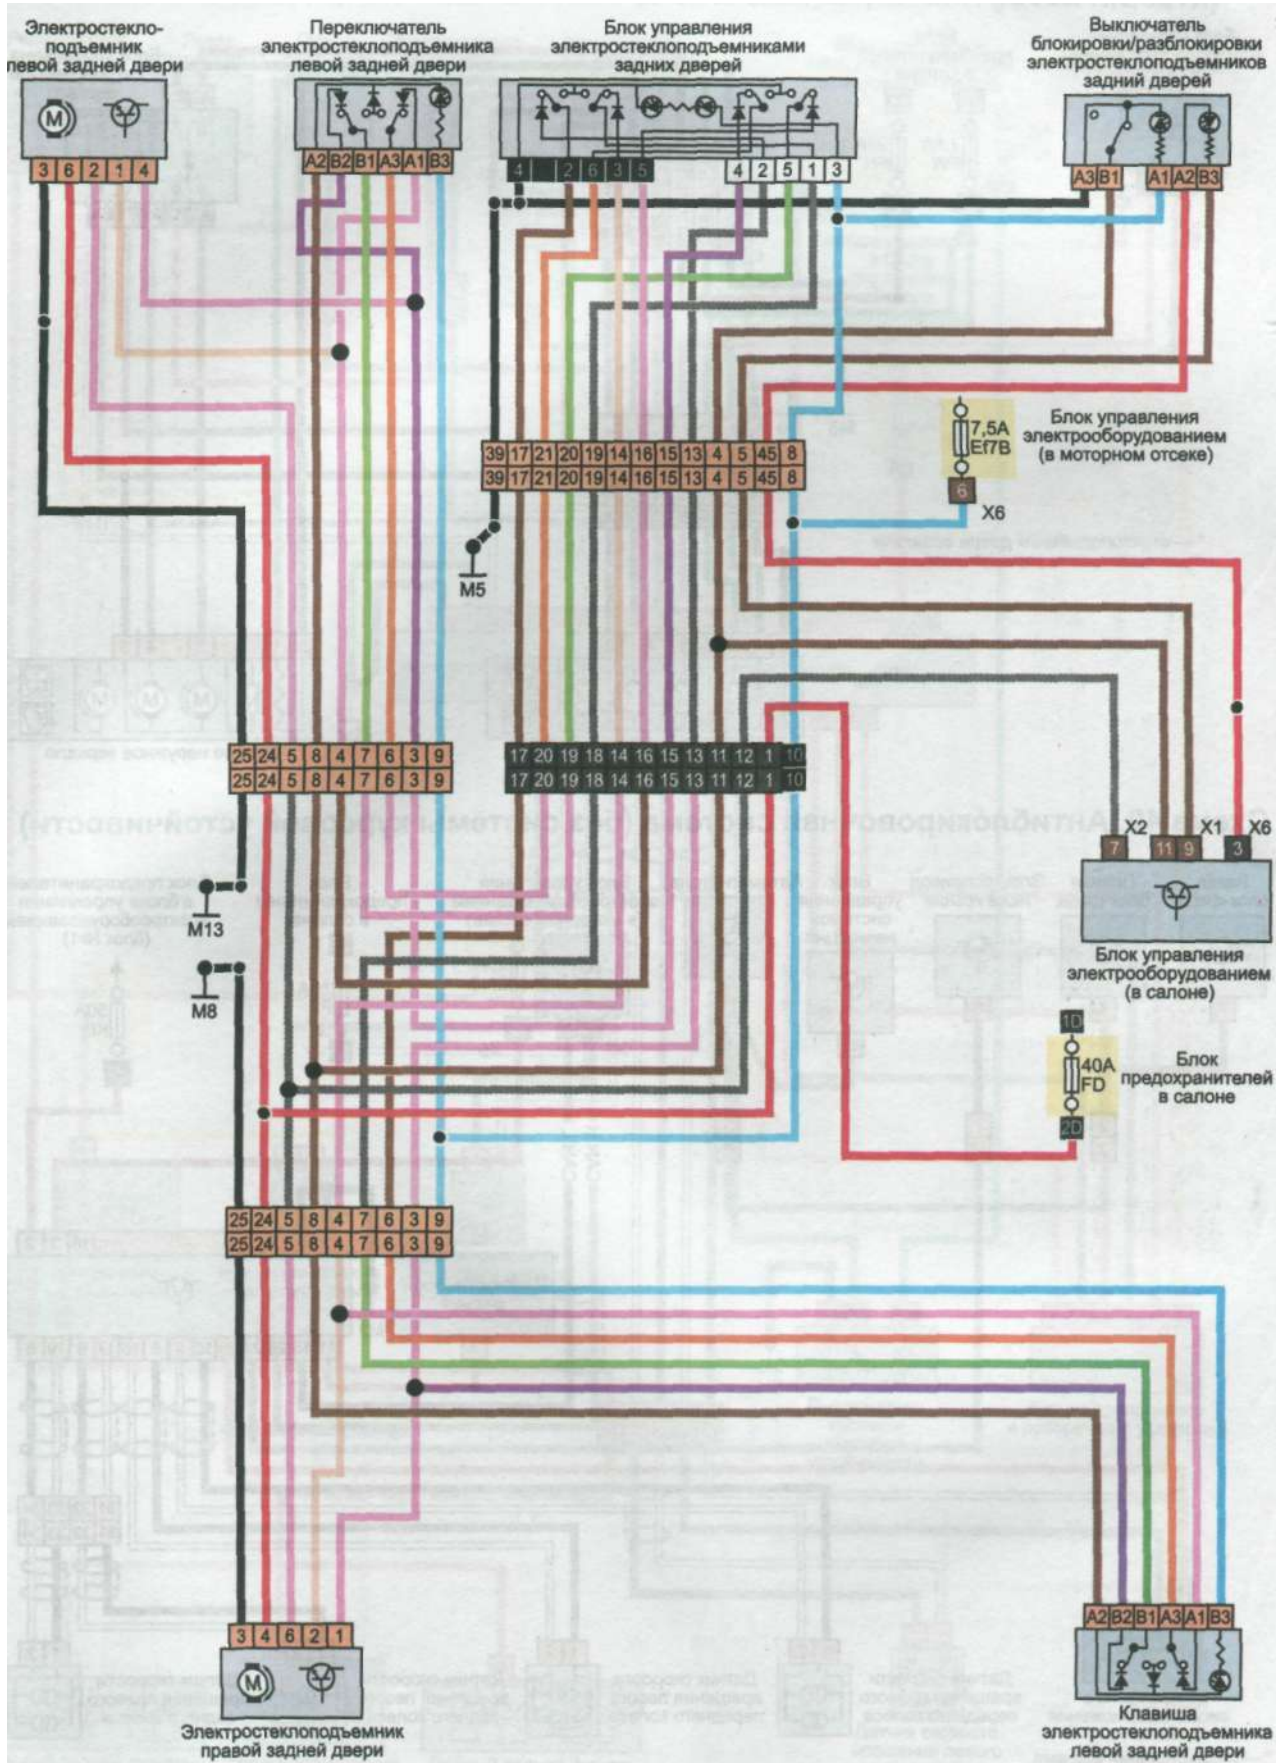 Электростекло-
подъемник
левой задней двери
Переключатель
электростеклоподъемника
левой задней двери
Блок управления
электростеклоподъемниками
задних дверей
Выключатель
блокировки/разблокировки
электростеклоподъемников
задний дверей
M
3 6 2 1 4
A2 B2 B1 A3 A1 B3
4 2 6 3 5
4 2 5 1 3
A3 B1 A1 A2 B3
7,5A
Ef7B
6
X6
Блок управления
электрооборудованием
(в моторном отсеке)
39 17 21 20 19 14 16 15 13 4 5 45 8
39 17 21 20 19 14 16 15 13 4 5 45 8
M5
25 24 5 8 4 7 6 3 9
25 24 5 8 4 7 6 3 9
17 20 19 18 14 16 15 13 11 12 1 10
17 20 19 18 14 16 15 13 11 12 1 10
X2 X1 X6
7 11 9 3
M13
Блок управления
электрооборудованием
(в салоне)
M8
1D
40A
FD
2D
Блок
предохранителей
в салоне
25 24 5 8 4 7 6 3 9
25 24 5 8 4 7 6 3 9
3 4 6 2 1
M
Электростеклоподъемник
правой задней двери
A2 B2 B1 A3 A1 B3
Клавиша
электростеклоподъемника
левой задней двери